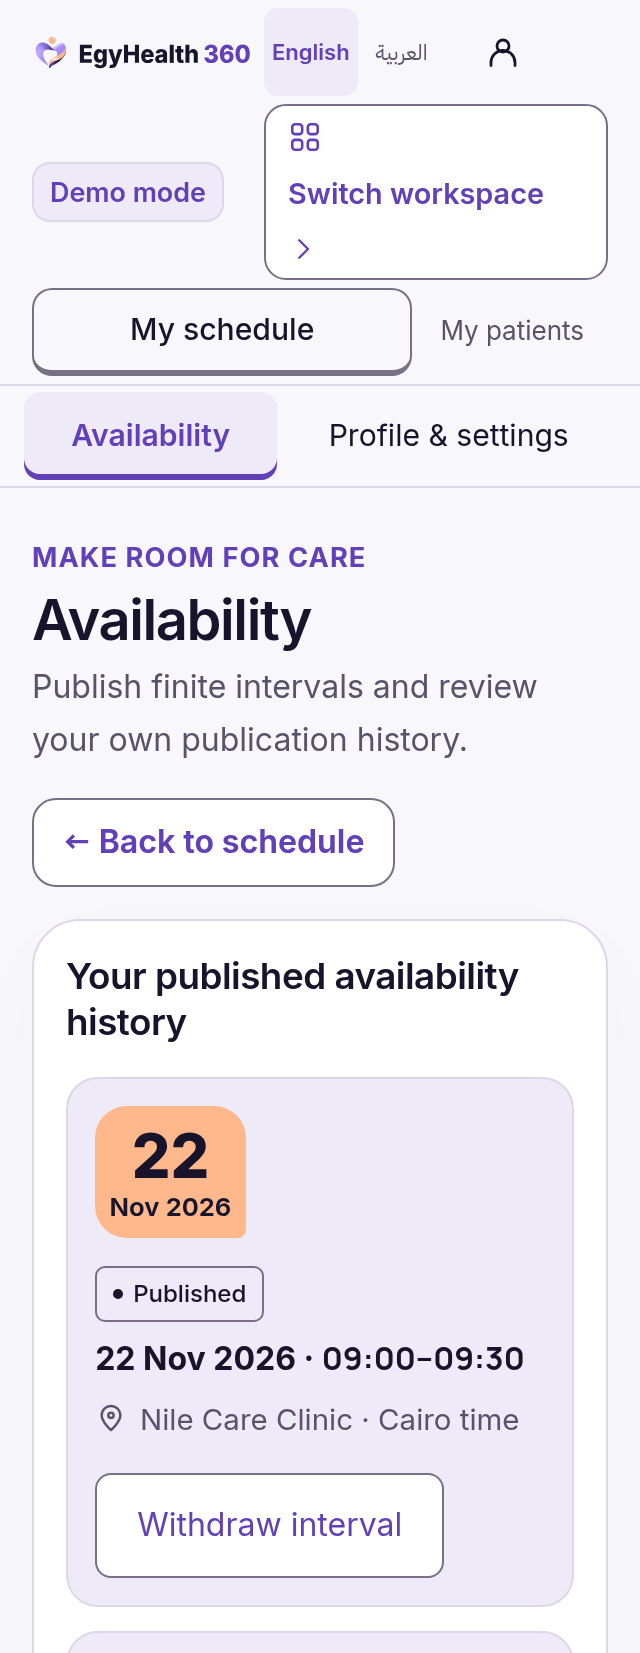 EgyHealth 360
English
العربية
Demo mode
Switch workspace
My schedule
My patients
Availability
Profile & settings
MAKE ROOM FOR CARE
Availability
Publish finite intervals and review
your own publication history.
← Back to schedule
Your published availability
history
22
Nov 2026
• Published
22 Nov 2026 · 09:00–09:30
Nile Care Clinic · Cairo time
Withdraw interval